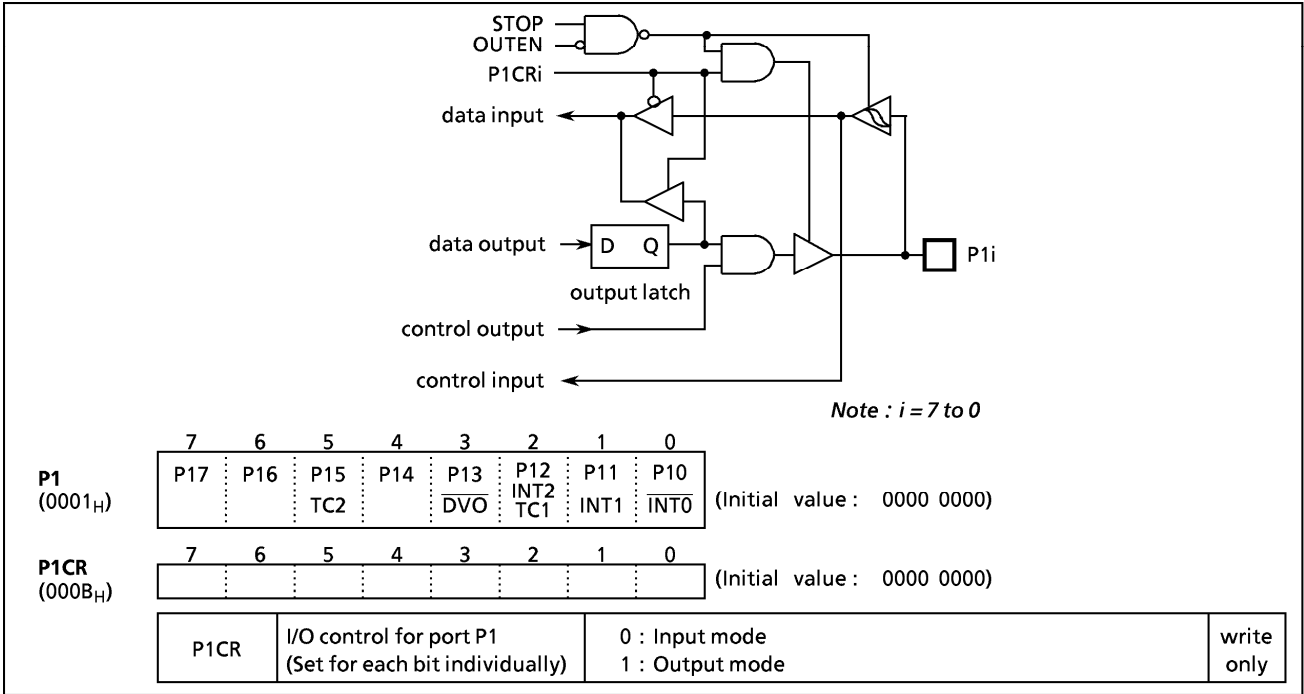 STOP
OUTEN
P1CRi
data input
data output
D Q
P1i
output latch
control output
control input
Note : i = 7 to 0
7 6 5 4 3 2 1 0
P1
(0001H)
P17 P16 P15 P14 P13 P12 P11 P10
TC2 DVO INT2 TC1 INT1 INT0
(Initial value : 0000 0000)
7 6 5 4 3 2 1 0
P1CR
(000BH)
(Initial value : 0000 0000)
P1CR
I/O control for port P1
(Set for each bit individually)
0 : Input mode
1 : Output mode
write
only